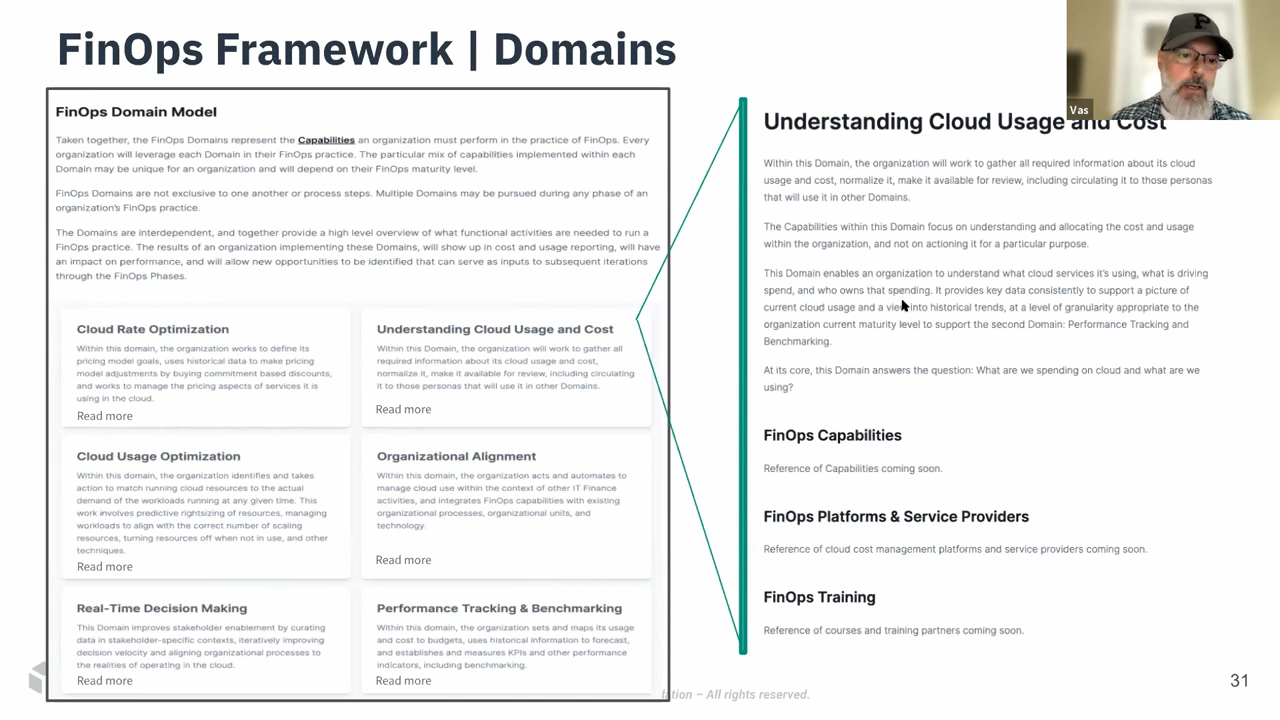 FinOps Framework | Domains
Vas
FinOps Domain Model
Taken together, the FinOps Domains represent the Capabilities an organization must perform in the practice of FinOps. Every
organization will leverage each Domain in their FinOps practice. The particular mix of capabilities implemented within each
Domain may be unique for an organization and will depend on their FinOps maturity level.
FinOps Domains are not exclusive to one another or process steps. Multiple Domains may be pursued during any phase of an
organization's FinOps practice.
The Domains are interdependent, and together provide a high level overview of what functional activities are needed to run a
FinOps practice. The results of an organization implementing these Domains, will show up in cost and usage reporting, will have
an impact on performance, and will allow new opportunities to be identified that can serve as inputs to subsequent iterations
through the FinOps Phases.
Cloud Rate Optimization
Within this domain, the organization works to define its
pricing model goals, uses historical data to make pricing
model adjustments by buying commitment based discounts,
and works to manage the pricing aspects of services it is
using in the cloud.
Read more
Understanding Cloud Usage and Cost
Within this Domain, the organization will work to gather all
required information about its cloud usage and cost,
normalize it, make it available for review, including circulating
it to those personas that will use it in other Domains.
Read more
Cloud Usage Optimization
Within this domain, the organization identifies and takes
action to match running cloud resources to the actual
demand of the workloads running at any given time. This
work involves predictive rightsizing of resources, managing
workloads to align with the correct number of scaling
resources, turning resources off when not in use, and other
techniques.
Read more
Organizational Alignment
Within this domain, the organization acts and automates to
manage cloud use within the context of other IT Finance
activities, and integrates FinOps capabilities with existing
organizational processes, organizational units, and
technology.
Read more
Real-Time Decision Making
This Domain improves stakeholder enablement by curating
data in stakeholder-specific contexts, iteratively improving
decision velocity and aligning organizational processes to
the realities of operating in the cloud.
Read more
Performance Tracking & Benchmarking
Within this domain, the organization sets and maps its usage
and cost to budgets, uses historical information to forecast,
and establishes and measures KPIs and other performance
indicators, including benchmarking.
Read more
Understanding Cloud Usage and Cost
Within this Domain, the organization will work to gather all required information about its cloud
usage and cost, normalize it, make it available for review, including circulating it to those personas
that will use it in other Domains.
The Capabilities within this Domain focus on understanding and allocating the cost and usage
within the organization, and not on actioning it for a particular purpose.
This Domain enables an organization to understand what cloud services it's using, what is driving
spend, and who owns that spending. It provides key data consistently to support a picture of
current cloud usage and a view into historical trends, at a level of granularity appropriate to the
organization current maturity level to support the second Domain: Performance Tracking and
Benchmarking.
At its core, this Domain answers the question: What are we spending on cloud and what are we
using?
FinOps Capabilities
Reference of Capabilities coming soon.
FinOps Platforms & Service Providers
Reference of cloud cost management platforms and service providers coming soon.
FinOps Training
Reference of courses and training partners coming soon.
– All rights reserved.
31